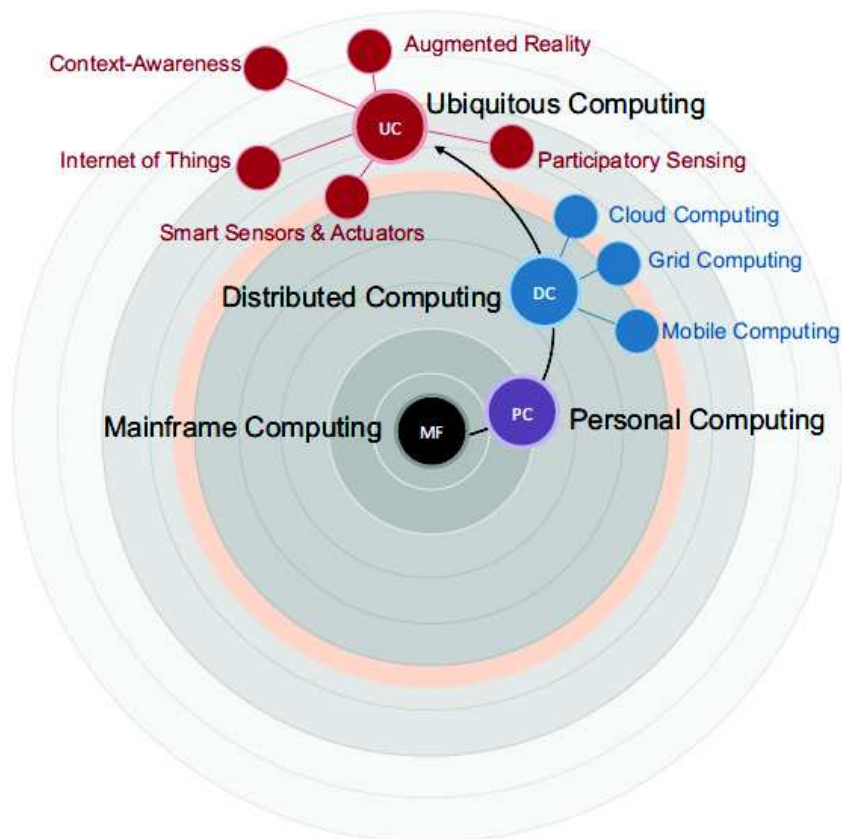 Augmented Reality
Context-Awareness
Ubiquitous Computing
UC
Internet of Things
Participatory Sensing
Cloud Computing
Smart Sensors & Actuators
Grid Computing
Distributed Computing
DC
Mobile Computing
Mainframe Computing
MF
PC
Personal Computing